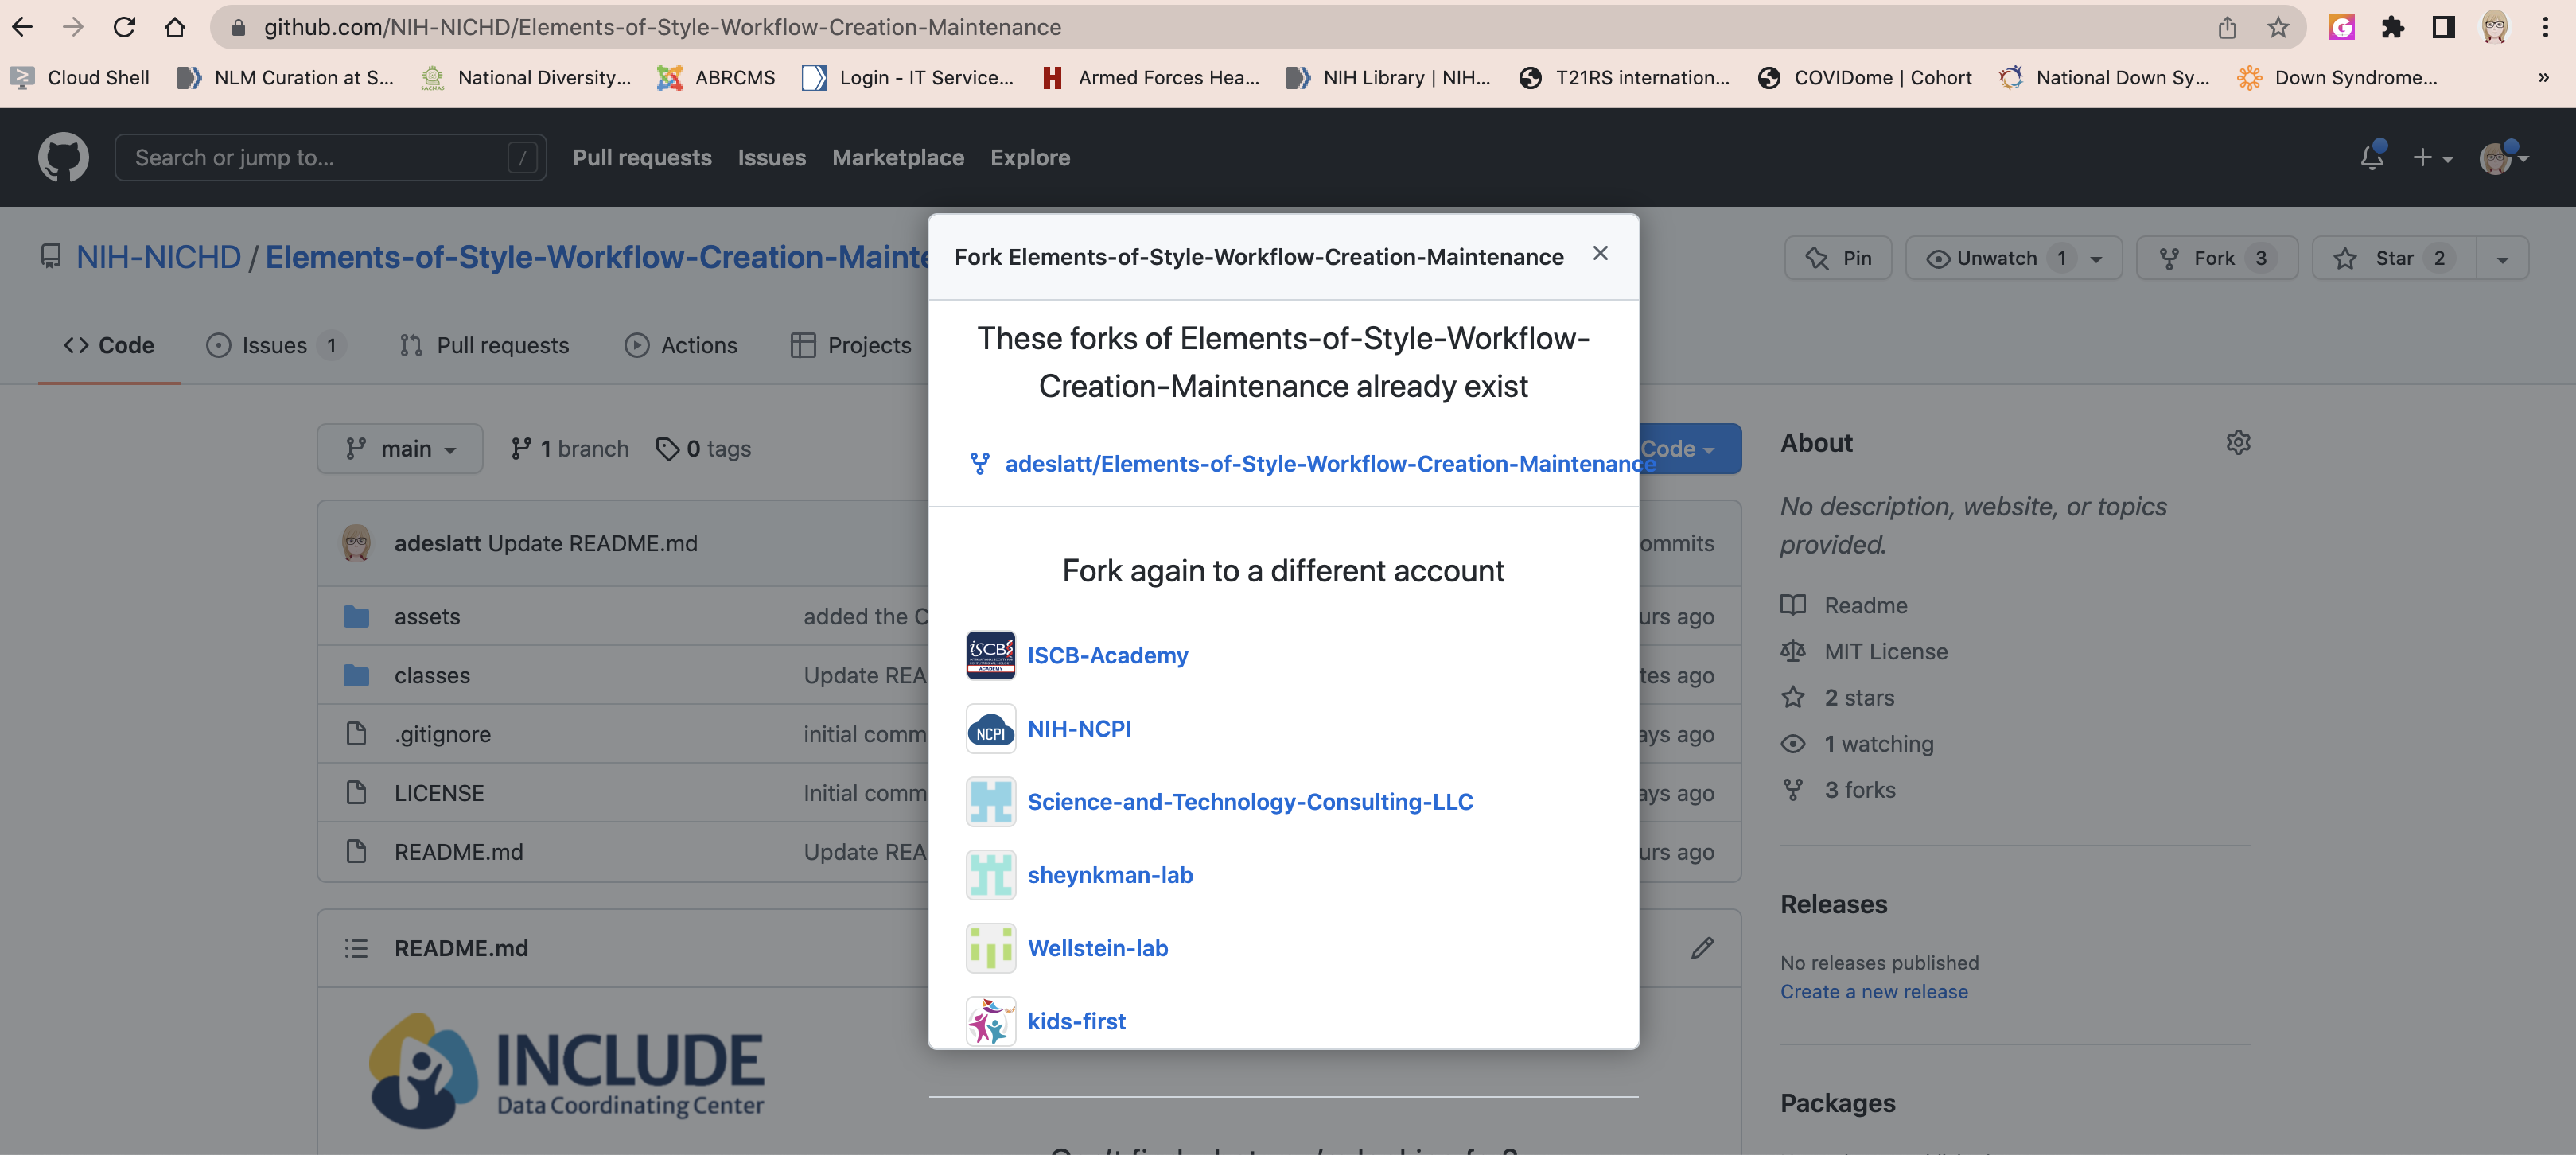 github.com/NIH-NICHD/Elements-of-Style-Workflow-Creation-Maintenance
Cloud Shell NLM Curation at S... National Diversity... ABRCMS Login - IT Service... Armed Forces Hea... NIH Library | NIH... T21RS internation... COVIDome | Cohort National Down Sy... Down Syndrome... »
Search or jump to... / Pull requests Issues Marketplace Explore
NIH-NICHD / Elements-of-Style-Workflow-Creation-Mainte
Pin Unwatch 1 Fork 3 Star 2
Code Issues 1 Pull requests Actions Projects
Fork Elements-of-Style-Workflow-Creation-Maintenance
These forks of Elements-of-Style-Workflow-
Creation-Maintenance already exist
adeslatt/Elements-of-Style-Workflow-Creation-Maintenance
Fork again to a different account
ISCB-Academy
NIH-NCPI
Science-and-Technology-Consulting-LLC
sheynkman-lab
Wellstein-lab
kids-first
main 1 branch 0 tags Code
adeslatt Update README.md ommits
assets added the C urs ago
classes Update REA tes ago
.gitignore initial comm ays ago
LICENSE Initial comm ays ago
README.md Update REA urs ago
README.md
INCLUDE
Data Coordinating Center
About
No description, website, or topics
provided.
Readme
MIT License
2 stars
1 watching
3 forks
Releases
No releases published
Create a new release
Packages